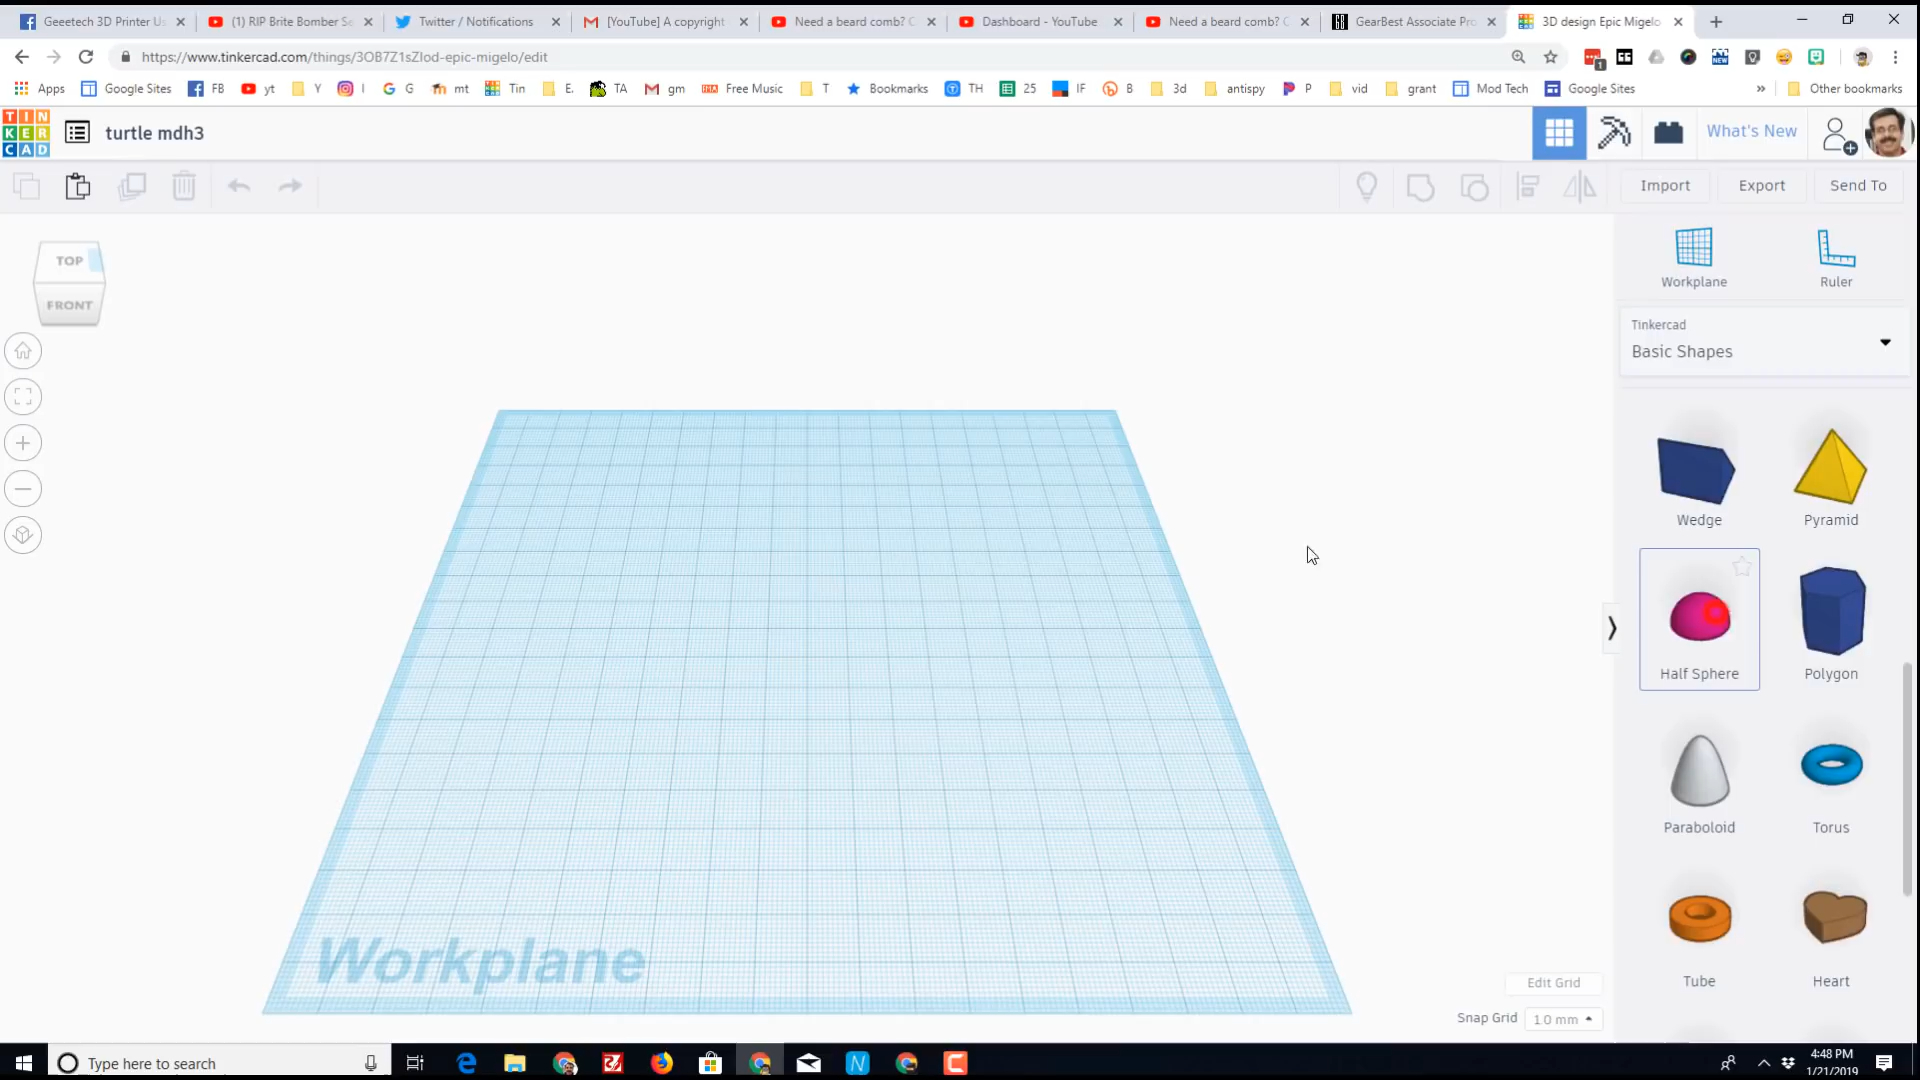 Geeetech 3D Printer Us
(1) RIP Brite Bomber Se
Twitter / Notifications
[YouTube] A copyright
Need a beard comb? C
Dashboard - YouTube
Need a beard comb? C
GearBest Associate Pro
3D design Epic Migelo
https://www.tinkercad.com/things/3OB7Z1sZIod-epic-migelo/edit
1
Apps
Google Sites
FB
yt
Y
I
G
mt
Tin
E.
TA
gm
Free Music
T
Bookmarks
TH
25
IF
B
3d
antispy
P
vid
grant
Mod Tech
Google Sites
»
Other bookmarks
TIN
KER
CAD
turtle mdh3
What's New
Import
Export
Send To
TOP
FRONT
Workplane
Ruler
Tinkercad
Basic Shapes
Wedge
Pyramid
Half Sphere
Polygon
Paraboloid
Torus
Tube
Heart
Workplane
Edit Grid
Snap Grid
1.0 mm
Type here to search
4:48 PM
1/21/2019